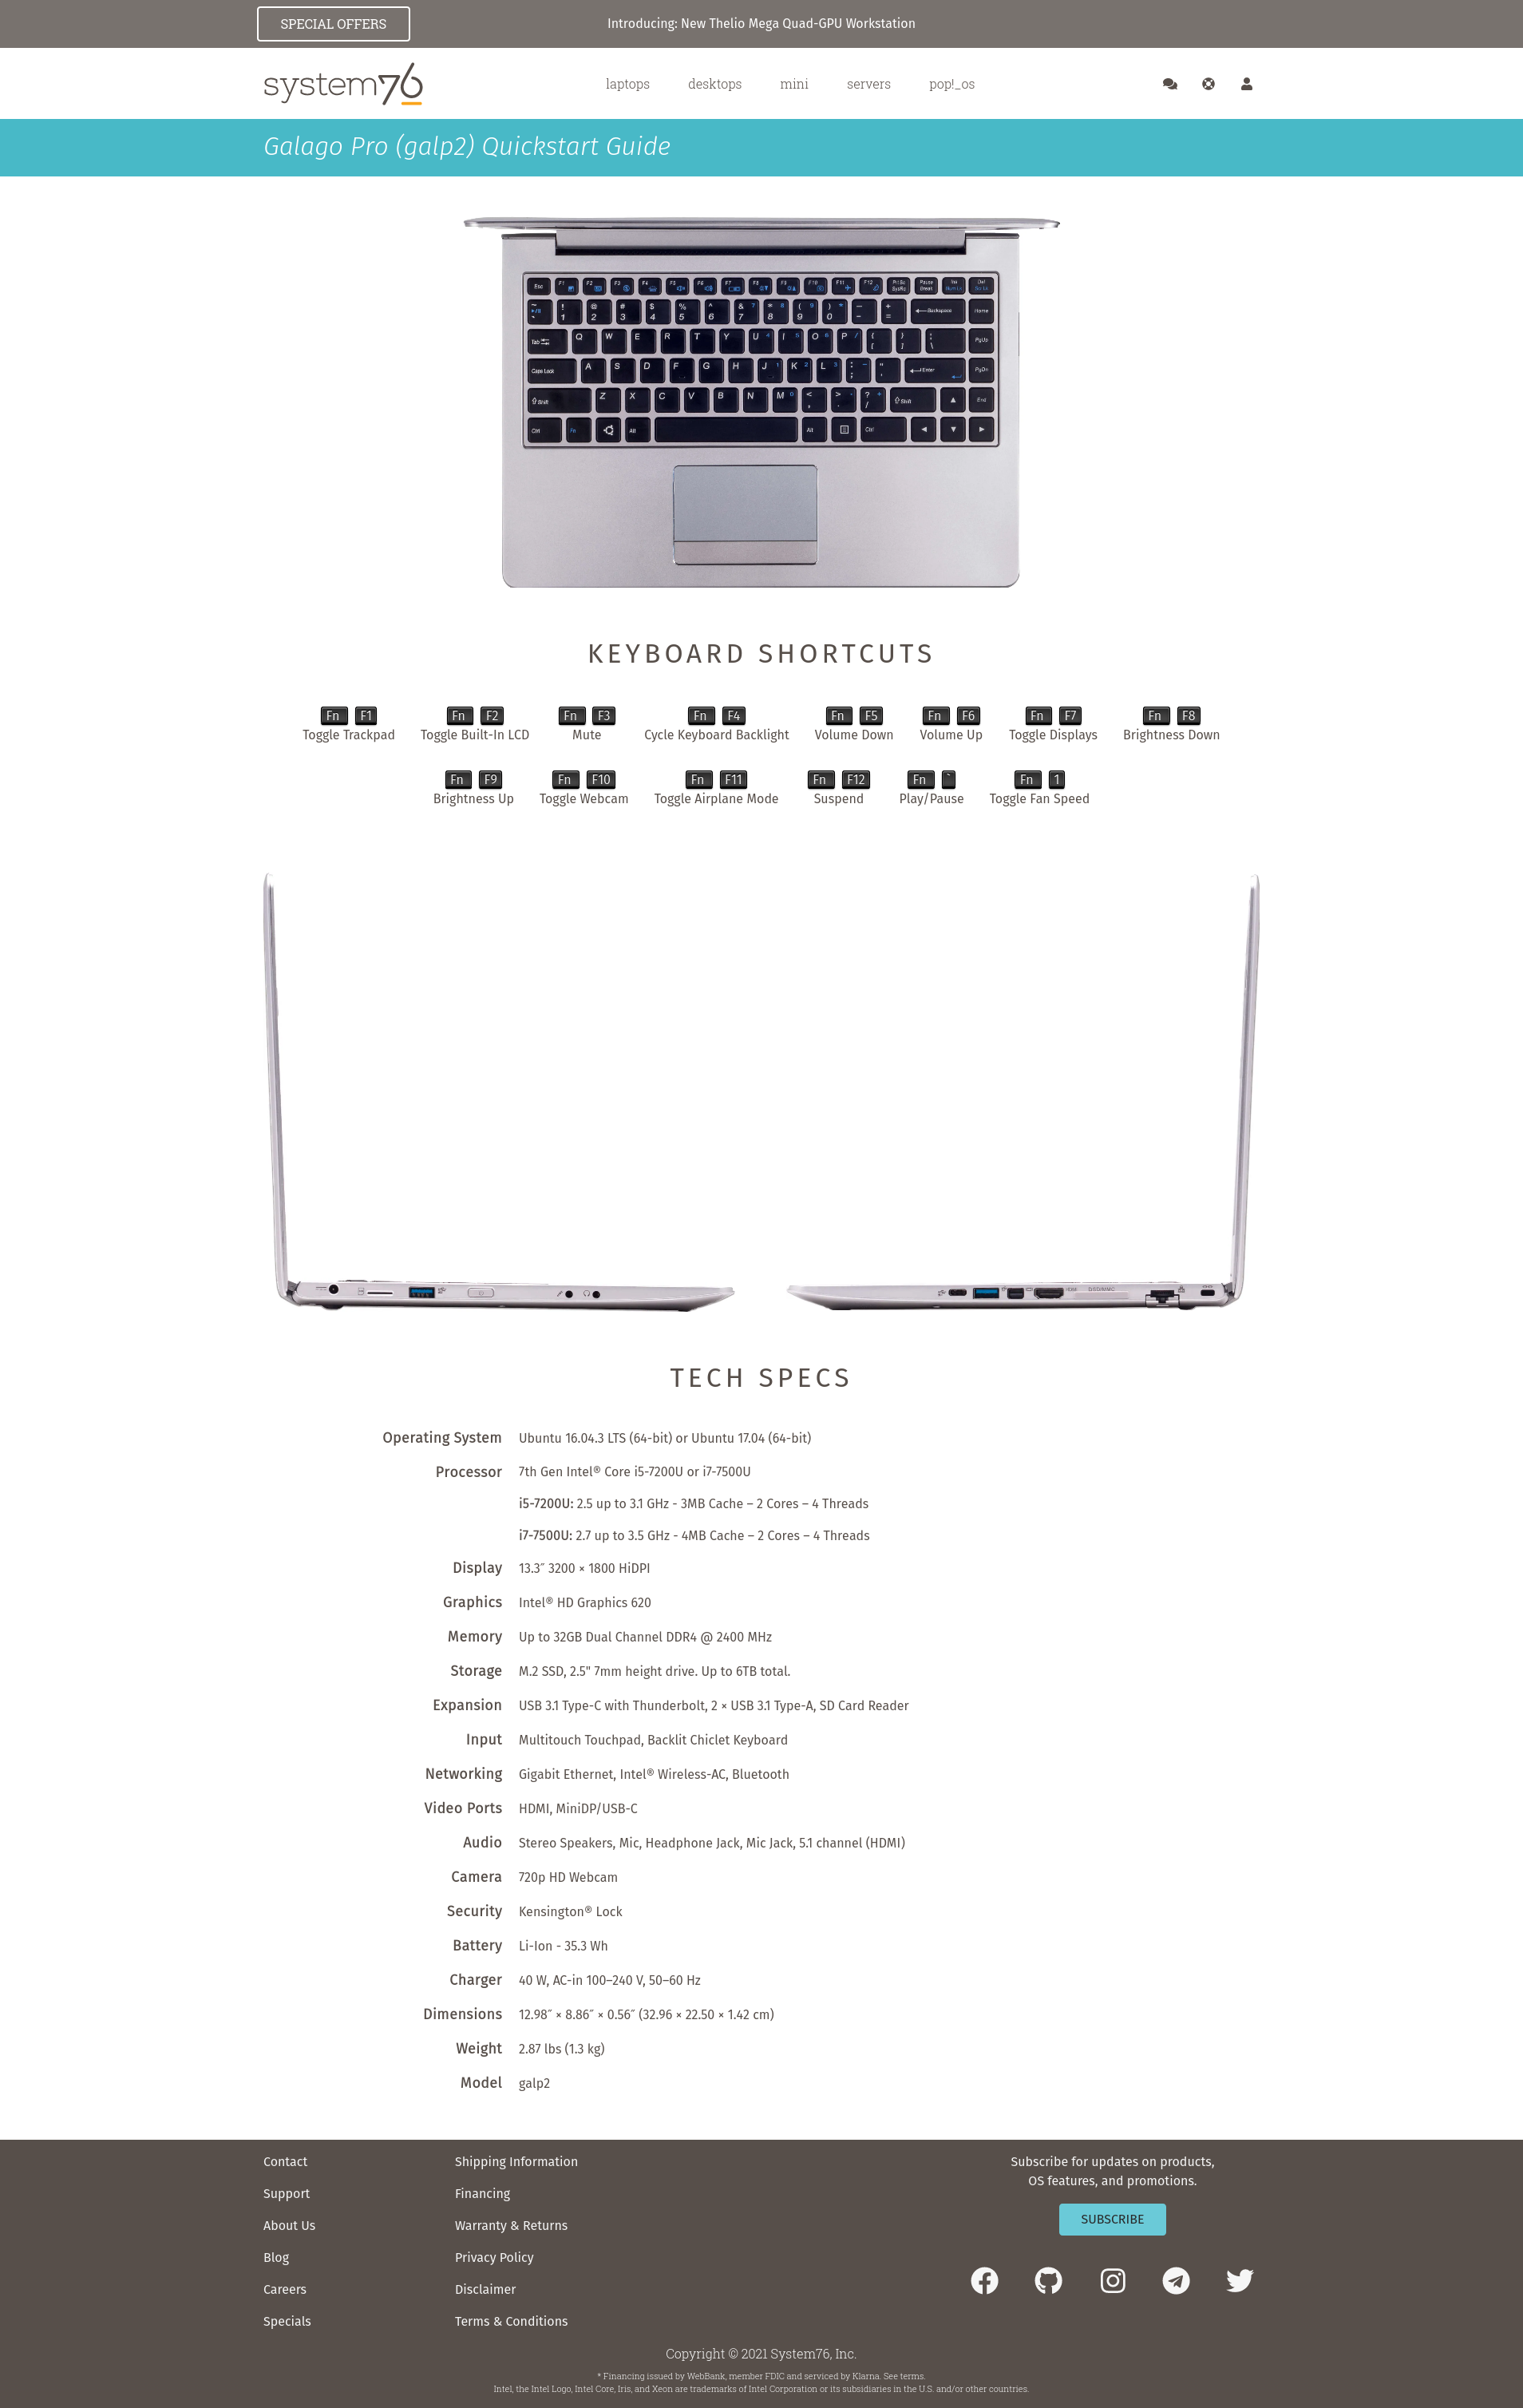 SPECIAL OFFERS
Introducing: New Thelio Mega Quad-GPU Workstation
system76
laptops desktops mini servers pop!_os
Galago Pro (galp2) Quickstart Guide
KEYBOARD SHORTCUTS
Fn F1 Fn F2 Fn F3 Fn F4 Fn F5 Fn F6 Fn F7 Fn F8
Toggle Trackpad Toggle Built-In LCD Mute Cycle Keyboard Backlight Volume Down Volume Up Toggle Displays Brightness Down
Fn F9 Fn F10 Fn F11 Fn F12 Fn ` Fn 1
Brightness Up Toggle Webcam Toggle Airplane Mode Suspend Play/Pause Toggle Fan Speed
TECH SPECS
Operating System Ubuntu 16.04.3 LTS (64-bit) or Ubuntu 17.04 (64-bit)
Processor 7th Gen Intel® Core i5-7200U or i7-7500U
i5-7200U: 2.5 up to 3.1 GHz - 3MB Cache – 2 Cores – 4 Threads
i7-7500U: 2.7 up to 3.5 GHz - 4MB Cache – 2 Cores – 4 Threads
Display 13.3″ 3200 × 1800 HiDPI
Graphics Intel® HD Graphics 620
Memory Up to 32GB Dual Channel DDR4 @ 2400 MHz
Storage M.2 SSD, 2.5" 7mm height drive. Up to 6TB total.
Expansion USB 3.1 Type-C with Thunderbolt, 2 × USB 3.1 Type-A, SD Card Reader
Input Multitouch Touchpad, Backlit Chiclet Keyboard
Networking Gigabit Ethernet, Intel® Wireless-AC, Bluetooth
Video Ports HDMI, MiniDP/USB-C
Audio Stereo Speakers, Mic, Headphone Jack, Mic Jack, 5.1 channel (HDMI)
Camera 720p HD Webcam
Security Kensington® Lock
Battery Li-Ion - 35.3 Wh
Charger 40 W, AC-in 100–240 V, 50–60 Hz
Dimensions 12.98″ × 8.86″ × 0.56″ (32.96 × 22.50 × 1.42 cm)
Weight 2.87 lbs (1.3 kg)
Model galp2
Contact
Support
About Us
Blog
Careers
Specials
Shipping Information
Financing
Warranty & Returns
Privacy Policy
Disclaimer
Terms & Conditions
Subscribe for updates on products,
OS features, and promotions.
SUBSCRIBE
Copyright © 2021 System76, Inc.
* Financing issued by WebBank, member FDIC and serviced by Klarna. See terms.
Intel, the Intel Logo, Intel Core, Iris, and Xeon are trademarks of Intel Corporation or its subsidiaries in the U.S. and/or other countries.